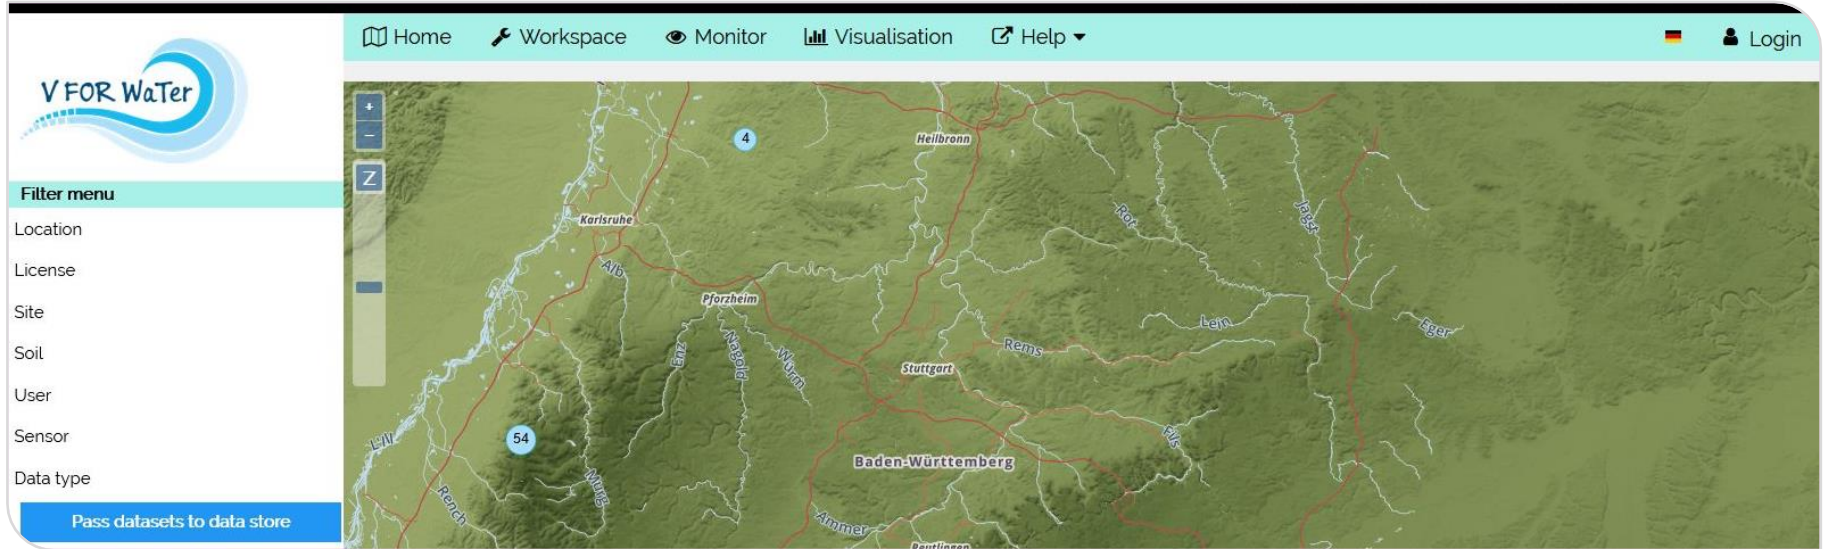 V FOR WaTer
Home Workspace Monitor Visualisation Help Login
Filter menu
Location
License
Site
Soil
User
Sensor
Data type
Pass datasets to data store
+
−
Z
4
Heilbronn
Karlsruhe
Rot
Jagst
Alb
Pforzheim
Lein
Eger
Enz
Nagold
Würm
Rems
Stuttgart
54
L'Ill
Fils
Baden-Württemberg
Murg
Rench
Ammer
Reutlingen